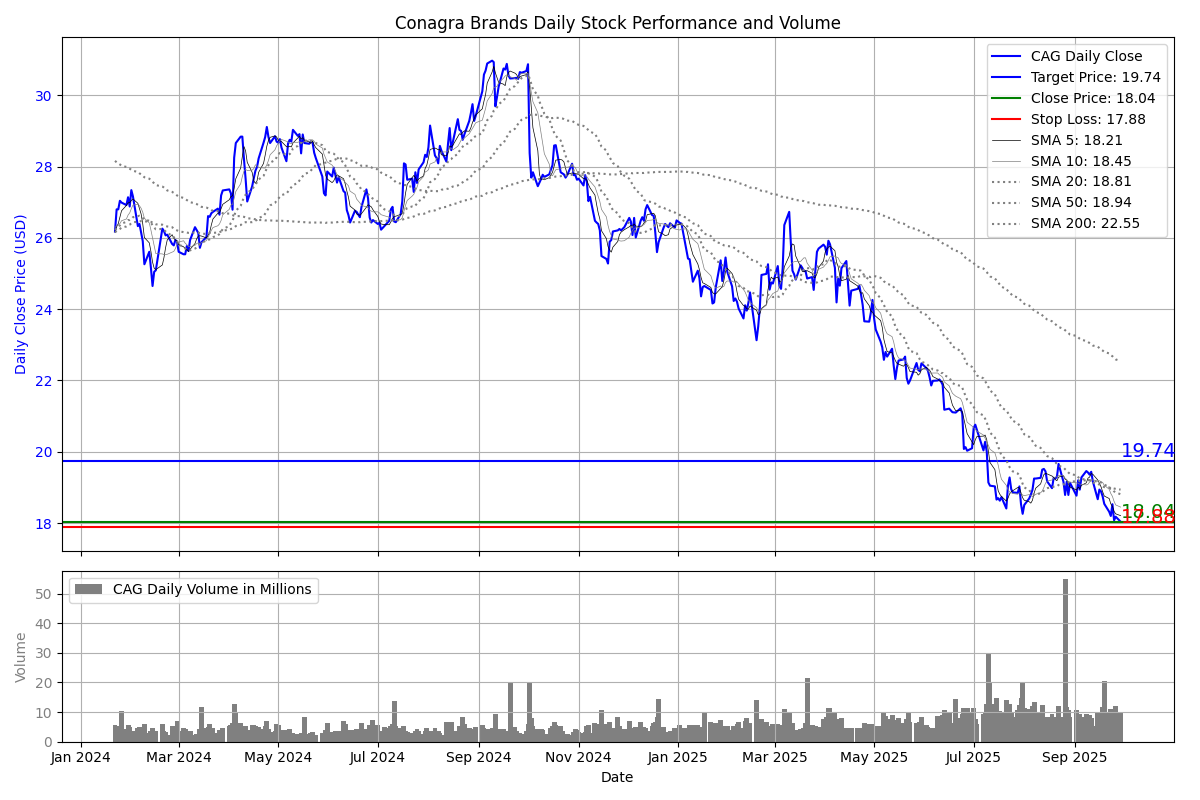 Conagra Brands Daily Stock Performance and Volume
Daily Close Price (USD)
30
28
26
24
22
20
18
CAG Daily Close
Target Price: 19.74
Close Price: 18.04
Stop Loss: 17.88
SMA 5: 18.21
SMA 10: 18.45
SMA 20: 18.81
SMA 50: 18.94
SMA 200: 22.55
19.74
18.04
17.88
Volume
50
40
30
20
10
0
CAG Daily Volume in Millions
Jan 2024 Mar 2024 May 2024 Jul 2024 Sep 2024 Nov 2024 Jan 2025 Mar 2025 May 2025 Jul 2025 Sep 2025
Date